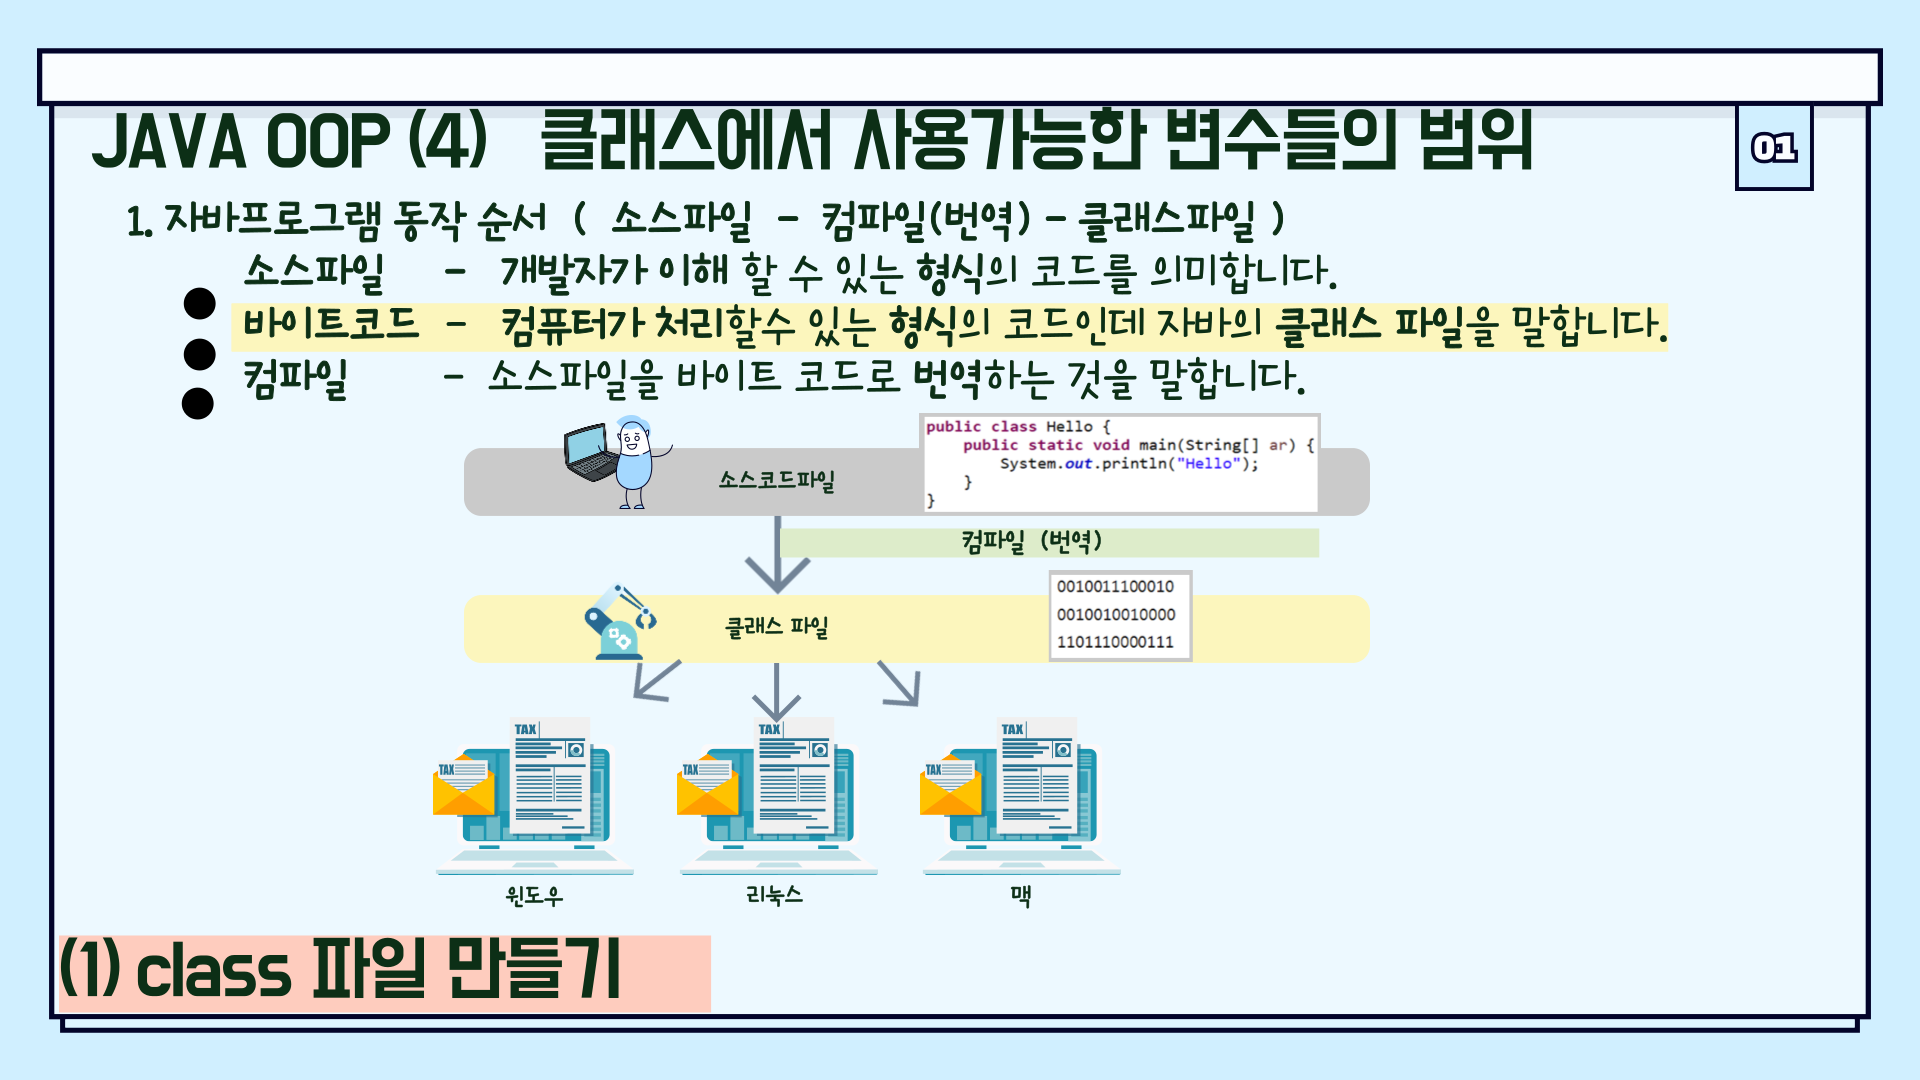 JAVA OOP (4) 클래스에서 사용가능한 변수들의 범위
01
1. 자바프로그램 동작 순서 ( 소스파일 - 컴파일(번역) - 클래스파일 )
소스파일 - 개발자가 이해 할 수 있는 형식의 코드를 의미합니다.
바이트코드 - 컴퓨터가 처리할수 있는 형식의 코드인데 자바의 클래스 파일을 말합니다.
컴파일 - 소스파일을 바이트 코드로 번역하는 것을 말합니다.
소스코드파일
public class Hello {
public static void main(String[] ar) {
System.out.println("Hello");
}
}
컴파일 (번역)
클래스 파일
0010011100010
0010010010000
1101110000111
TAX
TAX
TAX
TAX
TAX
TAX
윈도우
리눅스
맥
(1) class 파일 만들기